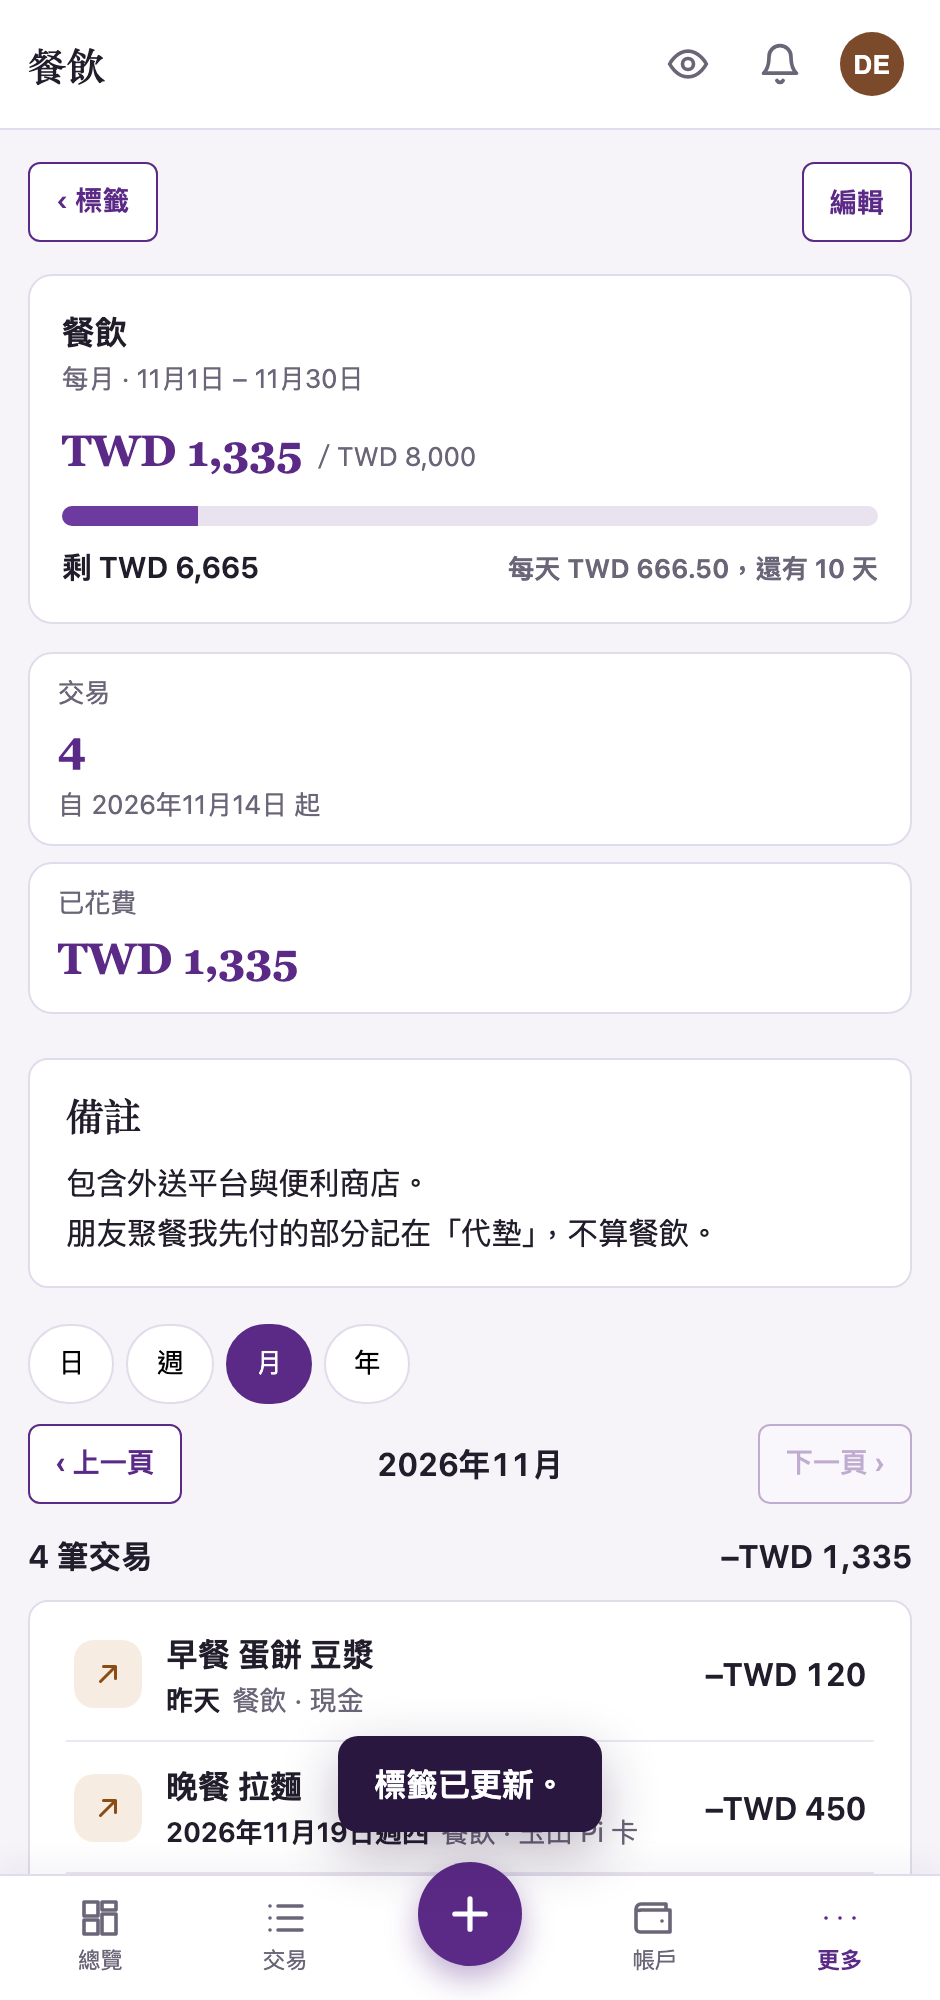 餐飲
DE
‹ 標籤
編輯
餐飲
每月 · 11月1日 – 11月30日
TWD 1,335 / TWD 8,000
剩 TWD 6,665
每天 TWD 666.50，還有 10 天
交易
4
自 2026年11月14日 起
已花費
TWD 1,335
備註
包含外送平台與便利商店。
朋友聚餐我先付的部分記在「代墊」，不算餐飲。
日 週 月 年
‹ 上一頁
2026年11月
下一頁 ›
4 筆交易
–TWD 1,335
早餐 蛋餅 豆漿
昨天 餐飲 · 現金
–TWD 120
晚餐 拉麵
2026年11月19日週四 餐飲 · 玉山 Pi 卡
–TWD 450
標籤已更新。
總覽
交易
帳戶
更多